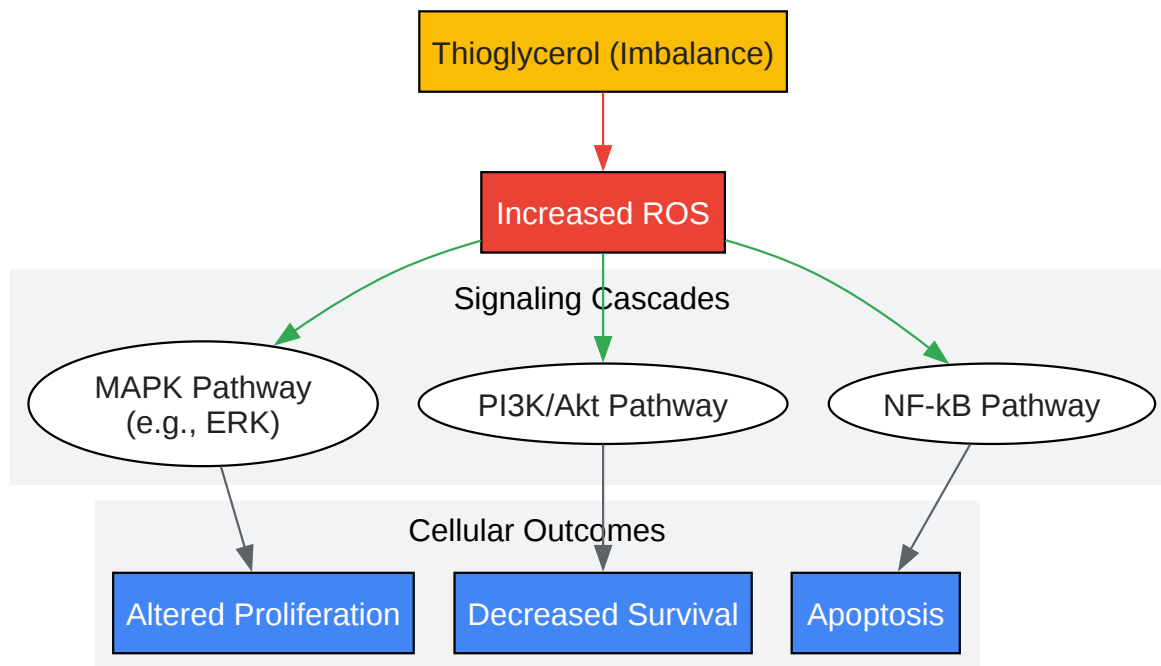 Thioglycerol (Imbalance)
Increased ROS
Signaling Cascades
MAPK Pathway
(e.g., ERK)
PI3K/Akt Pathway
NF-kB Pathway
Cellular Outcomes
Altered Proliferation
Decreased Survival
Apoptosis